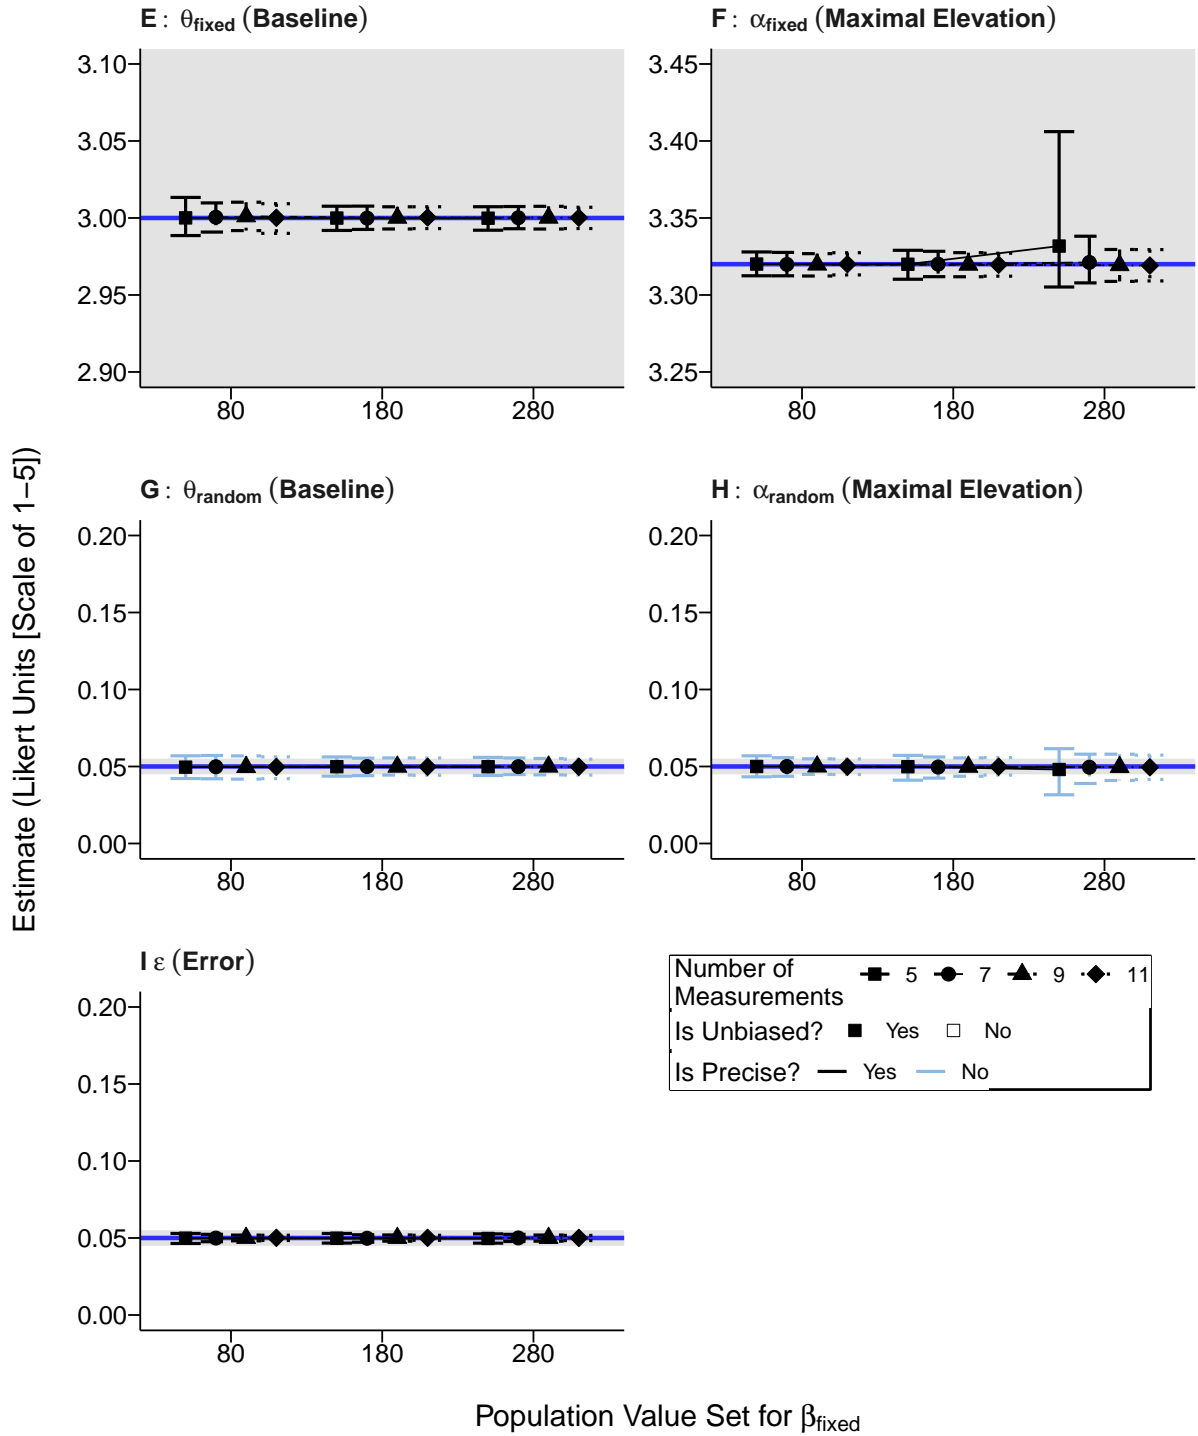 E : θfixed (Baseline)
3.10
3.05
3.00
2.95
2.90
80 180 280
F : αfixed (Maximal Elevation)
3.45
3.40
3.35
3.30
3.25
80 180 280
Estimate (Likert Units [Scale of 1−5])
G : θrandom (Baseline)
0.20
0.15
0.10
0.05
0.00
80 180 280
H : αrandom (Maximal Elevation)
0.20
0.15
0.10
0.05
0.00
80 180 280
I ε (Error)
0.20
0.15
0.10
0.05
0.00
80 180 280
Number of
Measurements 5 7 9 11
Is Unbiased? Yes No
Is Precise? Yes No
Population Value Set for βfixed